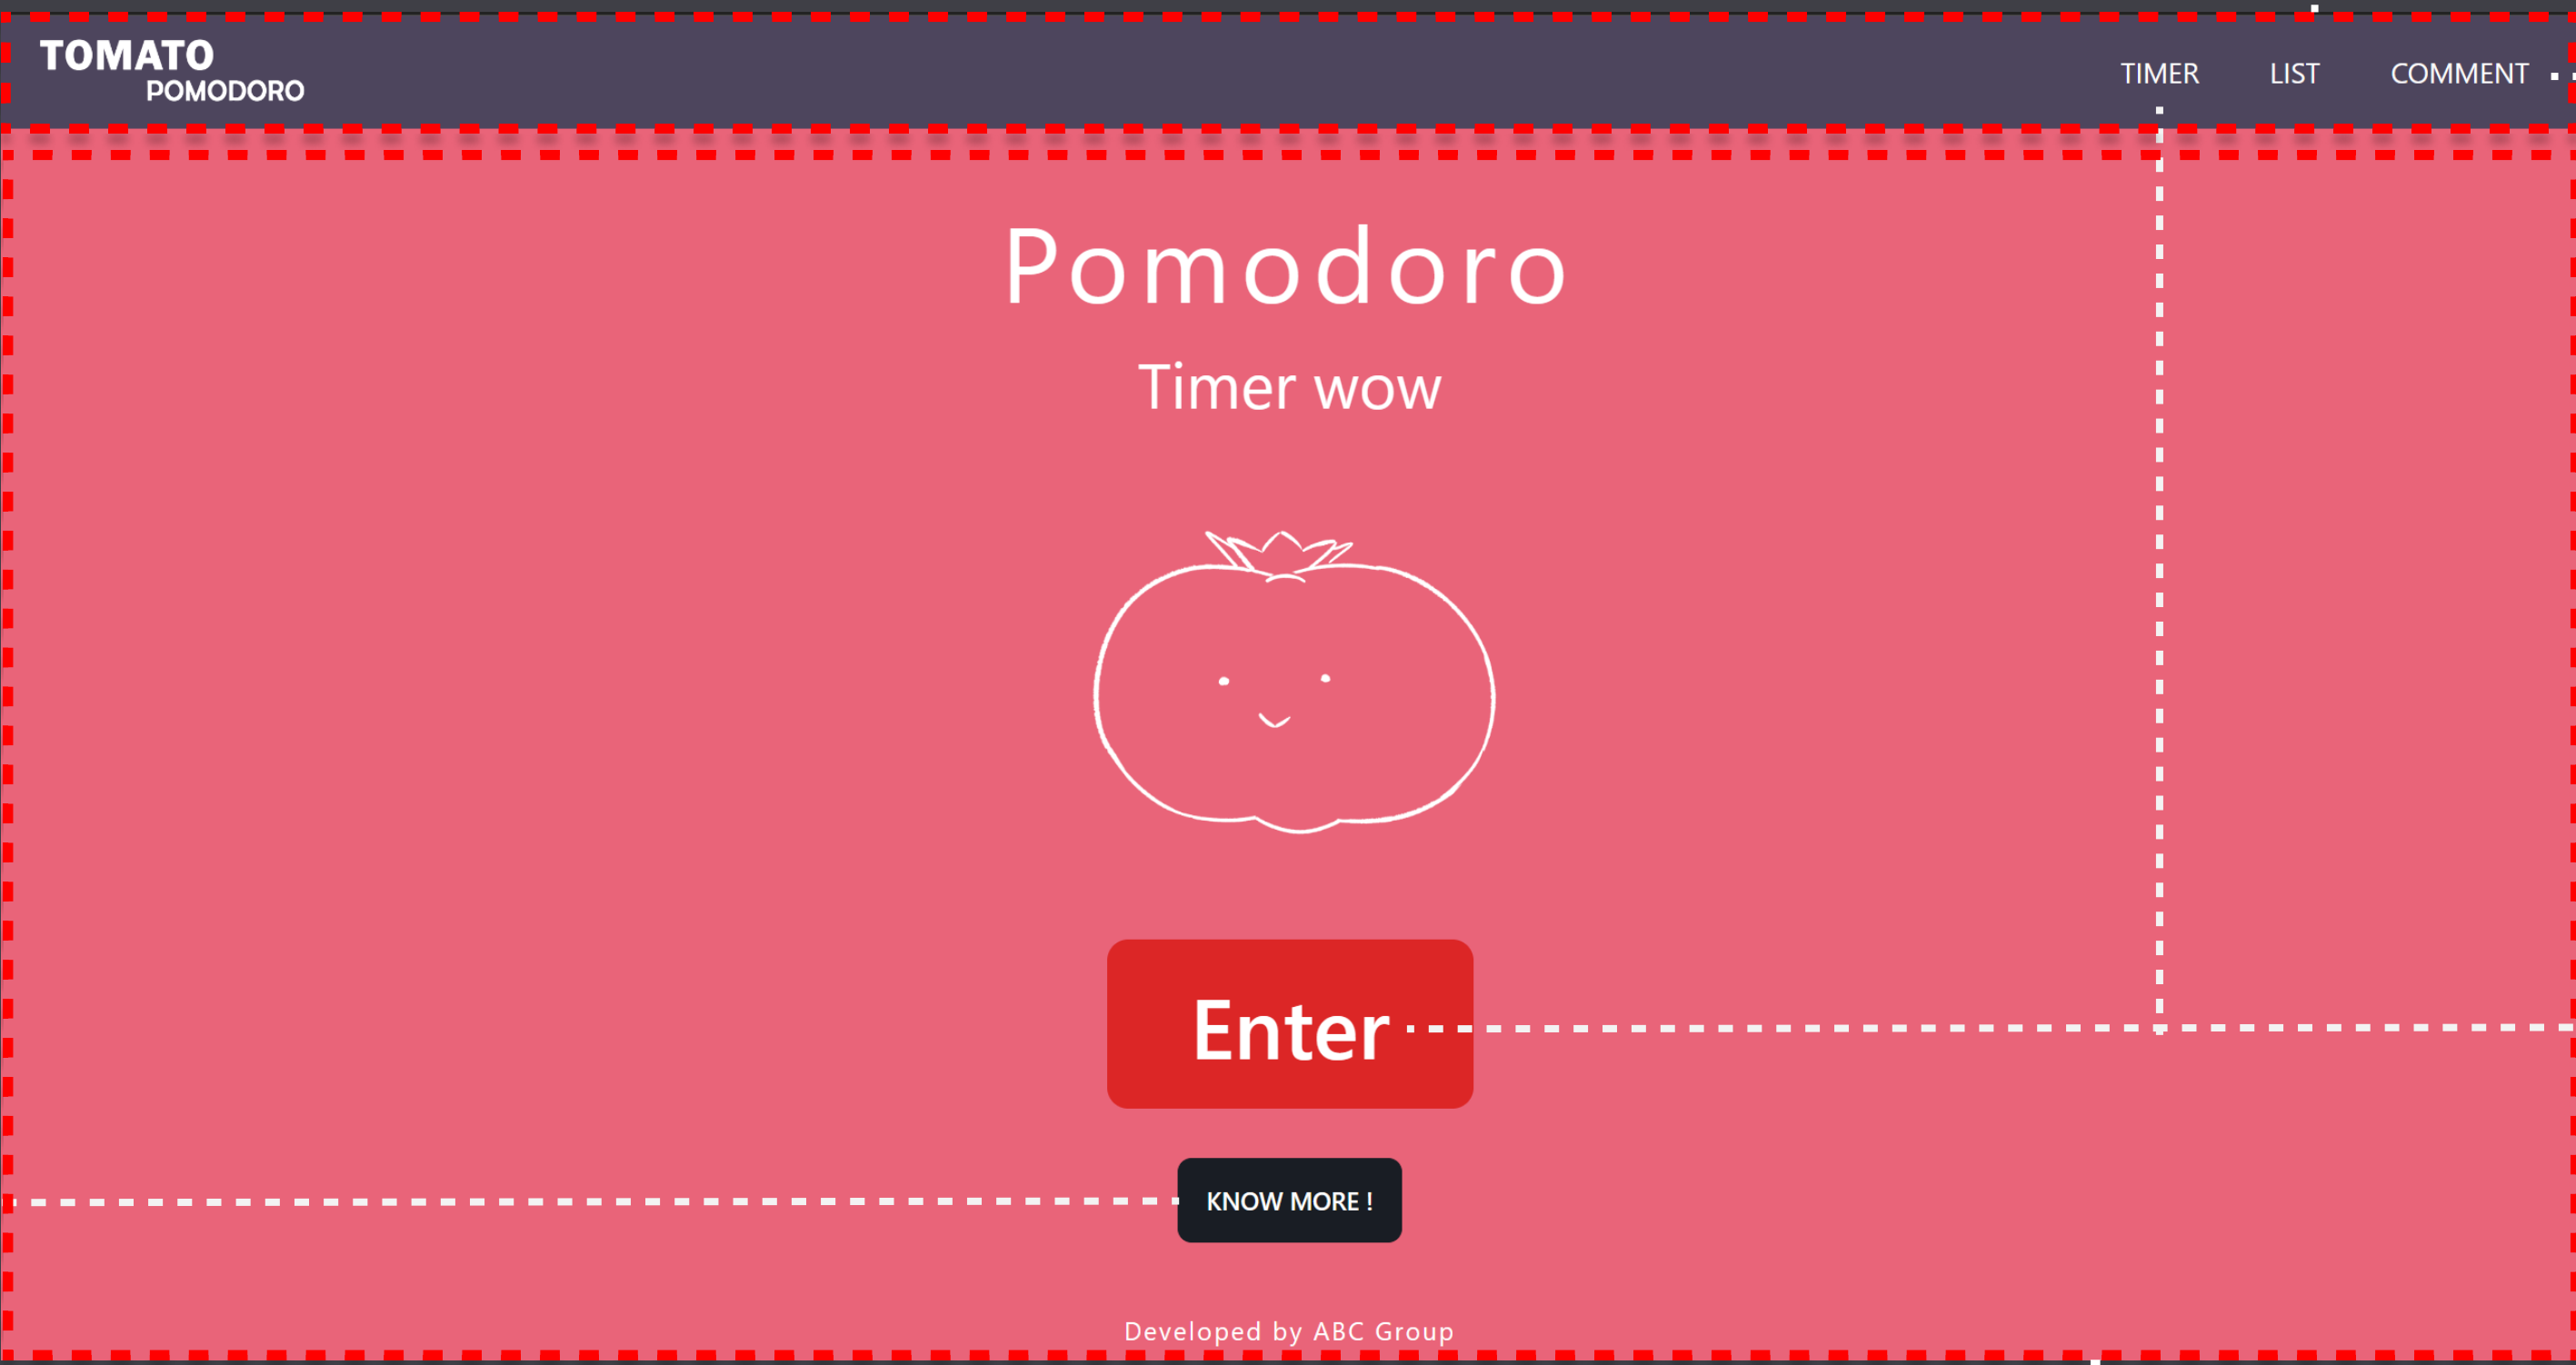 TOMATO
POMODORO
TIMER LIST COMMENT
Pomodoro
Timer wow
Enter
KNOW MORE !
Developed by ABC Group